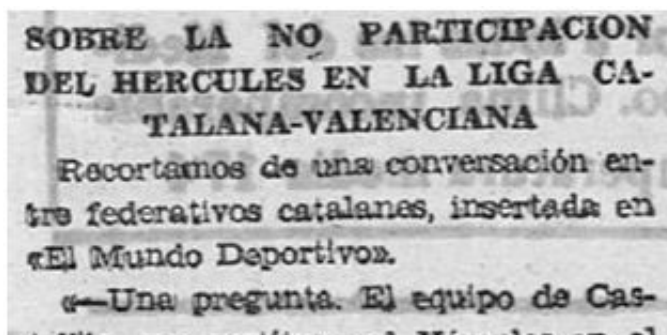 SOBRE LA NO PARTICIPACION
DEL HERCULES EN LA LIGA CA-
TALANA-VALENCIANA
Recortamos de una conversación en-
tre federativos catalanes, insertada en
«El Mundo Deportivo».
«—Una pregunta. El equipo de Cas-